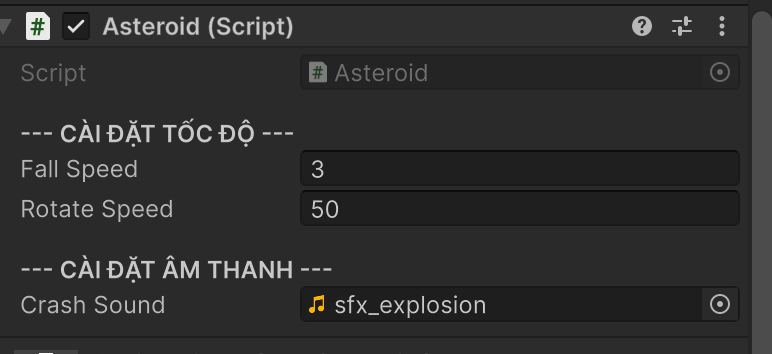 Asteroid (Script)
Script Asteroid
--- CÀI ĐẶT TỐC ĐỘ ---
Fall Speed 3
Rotate Speed 50
--- CÀI ĐẶT ÂM THANH ---
Crash Sound sfx_explosion